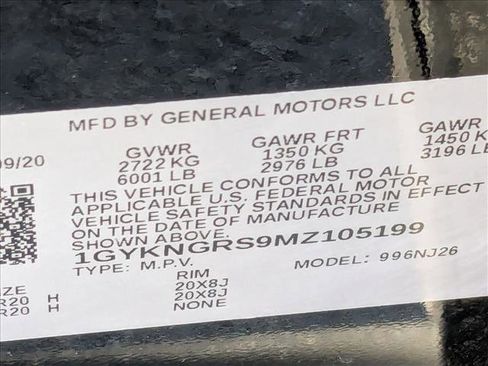 MFD BY GENERAL MOTORS LLC
09/20 GVWR GAWR FRT GAWR
2722 KG 1350 KG 1450 K
6001 LB 2976 LB 3196 LB
THIS VEHICLE CONFORMS TO ALL
APPLICABLE U.S. FEDERAL MOTOR
VEHICLE SAFETY STANDARDS IN EFFECT
ON THE DATE OF MANUFACTURE
SHOWN ABOVE.
1GYKNGRS9MZ105199
TYPE: M.P.V. MODEL: 996NJ26
ZE RIM
R20 H 20X8J
R20 H 20X8J
NONE